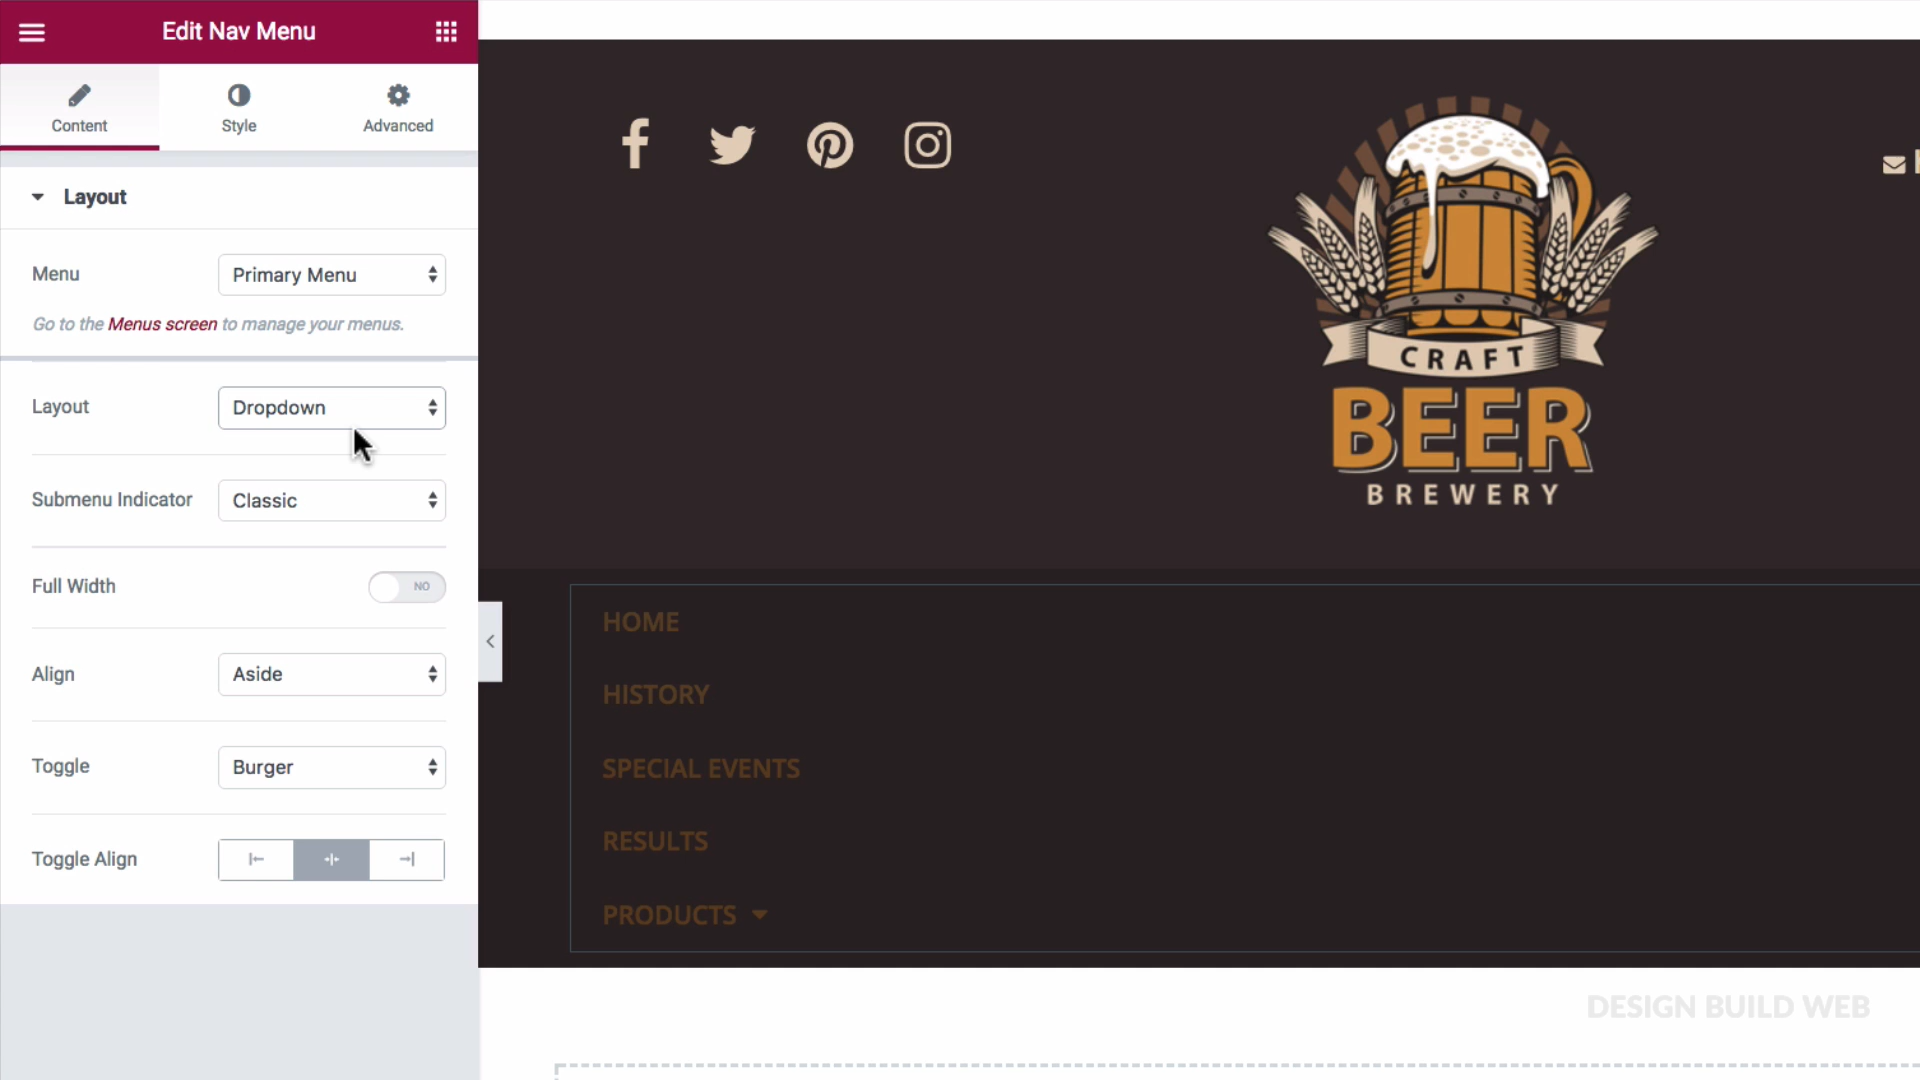 Edit Nav Menu
Content
Style
Advanced
Layout
Menu
Primary Menu
Go to the Menus screen to manage your menus.
Layout
Dropdown
Submenu Indicator
Classic
Full Width
NO
Align
Aside
Toggle
Burger
Toggle Align
CRAFT
BEER
BREWERY
HOME
HISTORY
SPECIAL EVENTS
RESULTS
PRODUCTS
DESIGN BUILD WEB